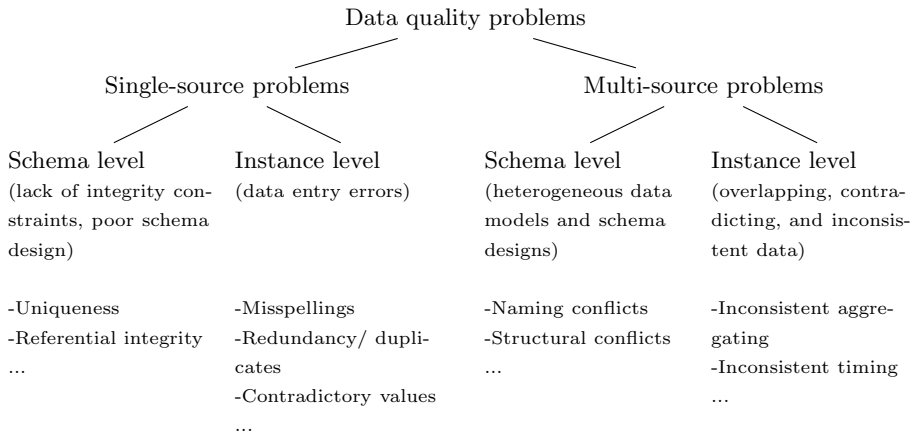 Data quality problems
Single-source problems
Multi-source problems
Schema level
(lack of integrity con-
straints, poor schema
design)
-Uniqueness
-Referential integrity
...
Instance level
(data entry errors)
-Misspellings
-Redundancy/ dupli-
cates
-Contradictory values
...
Schema level
(heterogeneous data
models and schema
designs)
-Naming conflicts
-Structural conflicts
...
Instance level
(overlapping, contra-
dicting, and inconsis-
tent data)
-Inconsistent aggre-
gating
-Inconsistent timing
...